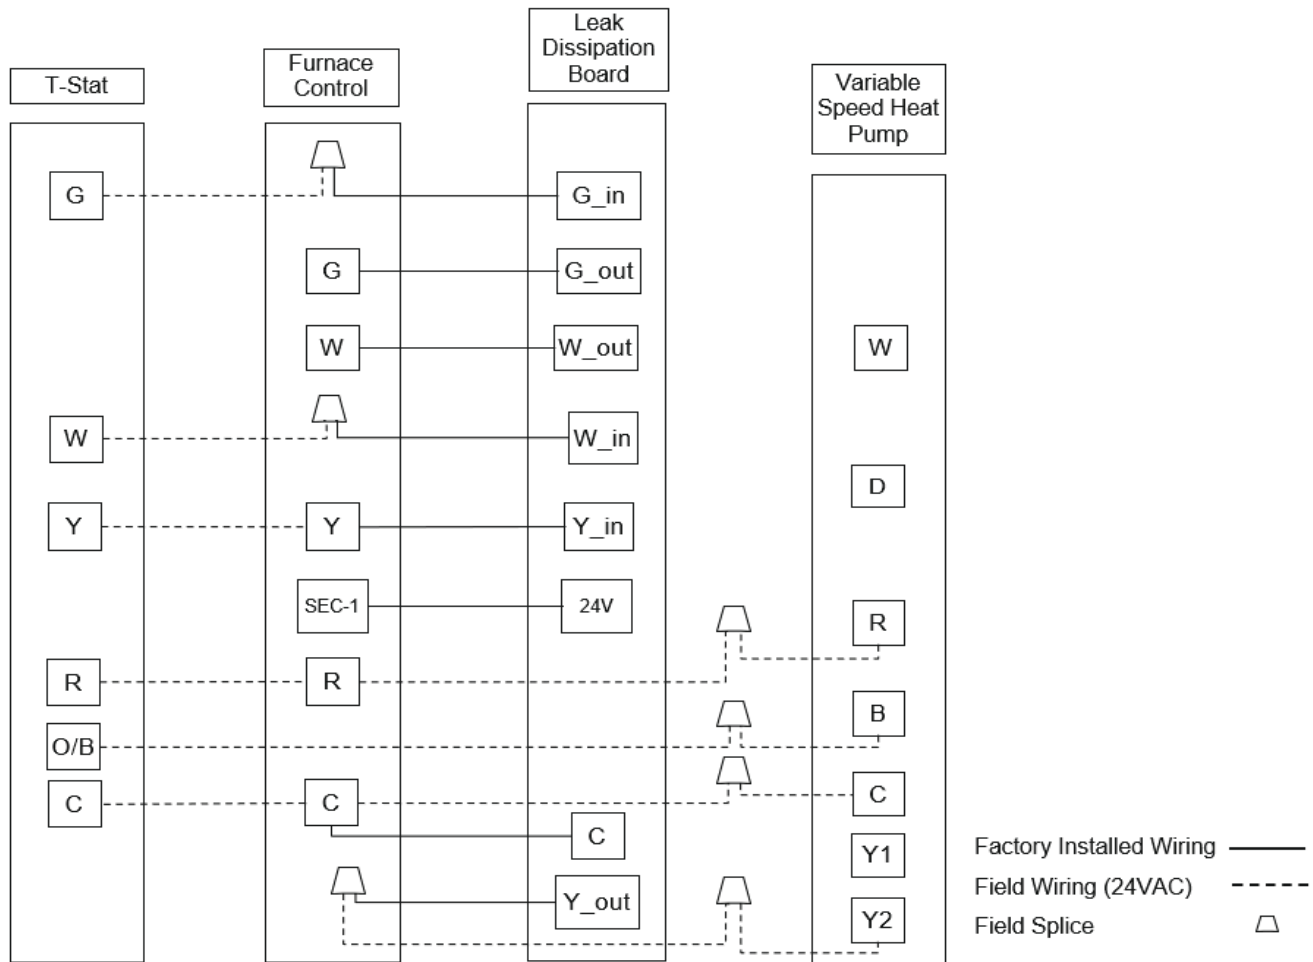 T-Stat
Furnace
Control
Leak
Dissipation
Board
Variable
Speed Heat
Pump
G
G_in
G
G_out
W
W_out
W
W
W_in
D
Y
Y
Y_in
SEC-1
24V
R
R
R
B
O/B
C
C
C
C
Y1
Y_out
Y2
Factory Installed Wiring
Field Wiring (24VAC)
Field Splice